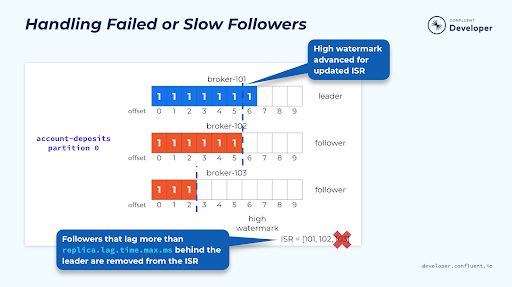 Handling Failed or Slow Followers
CONFLUENT
Developer
High watermark
advanced for
updated ISR
broker-101
1 1 1 1 1 1 1
leader
offset 0 1 2 3 4 5 6 7 8 9
broker-102
account-deposits
partition 0
1 1 1 1 1 1
follower
offset 0 1 2 3 4 5 6 7 8 9
broker-103
1 1 1
follower
offset 0 1 2 3 4 5 6 7 8 9
high
watermark
Followers that lag more than
replica.lag.time.max.ms behind the
leader are removed from the ISR
ISR = [101, 102, 103]
developer.confluent.io